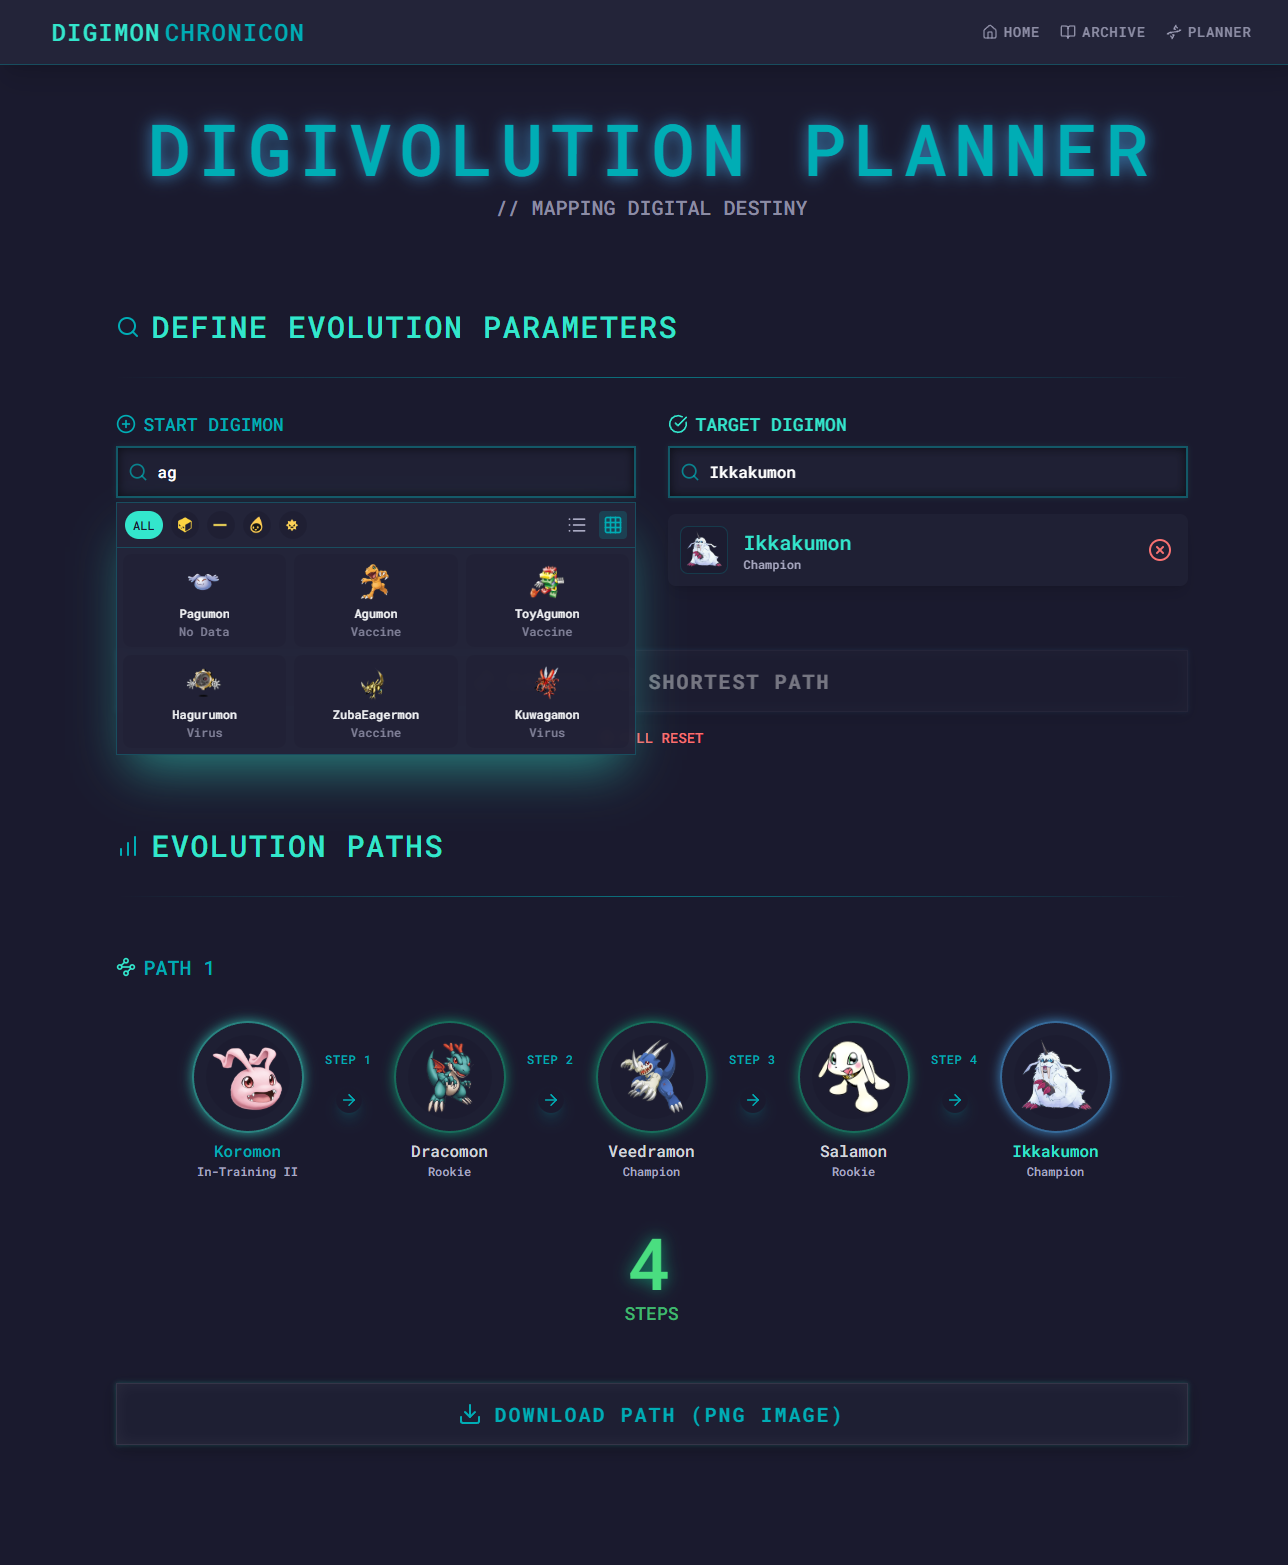 DIGIMON CHRONICON
HOME
ARCHIVE
PLANNER
DIGIVOLUTION PLANNER
// MAPPING DIGITAL DESTINY
DEFINE EVOLUTION PARAMETERS
START DIGIMON
ag
ALL
Pagumon
No Data
Agumon
Vaccine
ToyAgumon
Vaccine
Hagurumon
Virus
ZubaEagermon
Vaccine
Kuwagamon
Virus
TARGET DIGIMON
Ikkakumon
Ikkakumon
Champion
SHORTEST PATH
LL RESET
EVOLUTION PATHS
PATH 1
STEP 1
STEP 2
STEP 3
STEP 4
Koromon
In-Training II
Dracomon
Rookie
Veedramon
Champion
Salamon
Rookie
Ikkakumon
Champion
4
STEPS
DOWNLOAD PATH (PNG IMAGE)